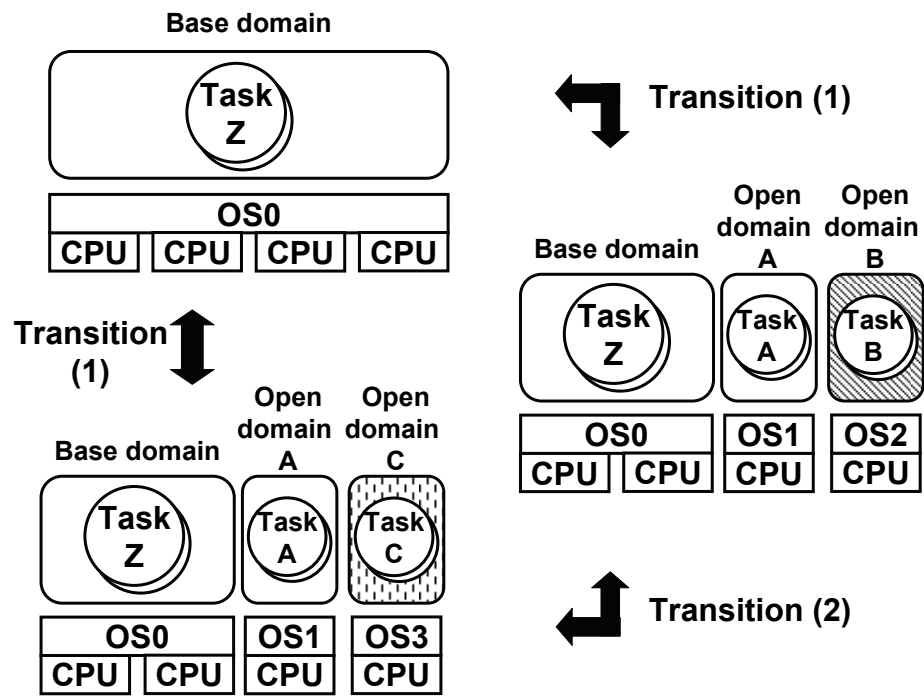 Base domain
Task
Z
OS0
CPU CPU CPU CPU
Transition (1)
Transition
(1)
Base domain
Open
domain
A
Open
domain
B
Task
Z
Task
A
Task
B
OS0 OS1 OS2
CPU CPU CPU CPU
Base domain
Open
domain
A
Open
domain
C
Task
Z
Task
A
Task
C
OS0 OS1 OS3
CPU CPU CPU CPU
Transition (2)